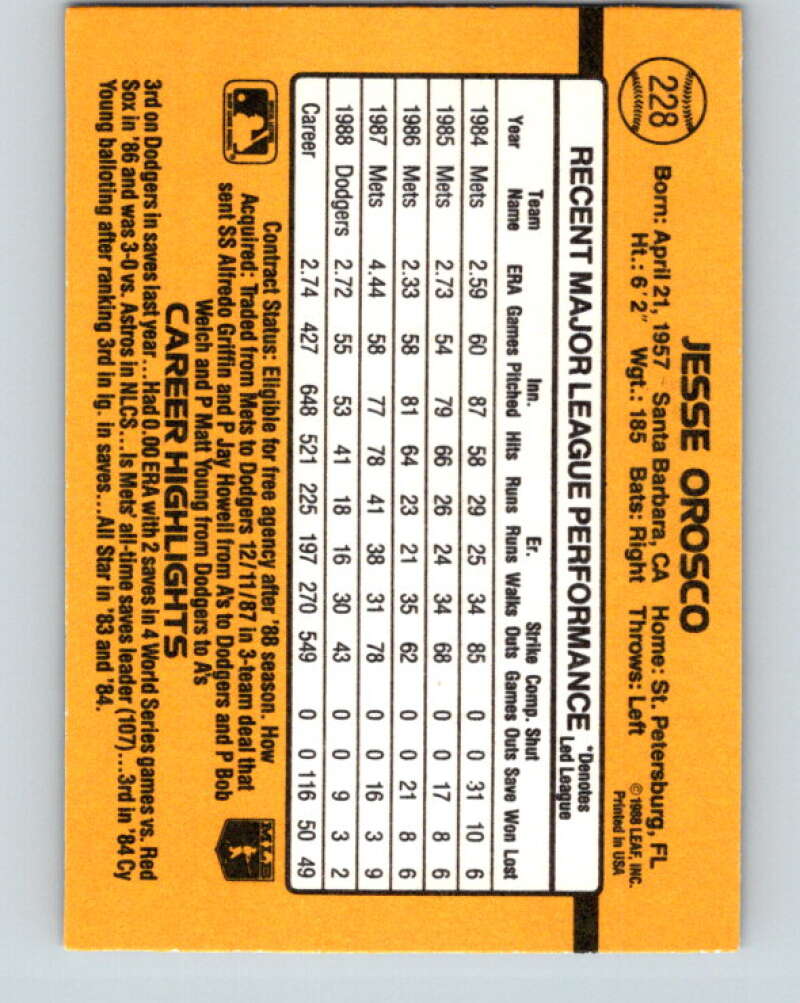 228
JESSE OROSCO
Born: April 21, 1957 Santa Barbara, CA Home: St. Petersburg, FL
Ht.: 6'2" Wgt.: 185 Bats: Right Throws: Left
© 1988 LEAF, INC.
Printed in USA
RECENT MAJOR LEAGUE PERFORMANCE *Denotes Led League
Year Team Name ERA Games Inn. Pitched Hits Runs Er. Runs Walks Strike Outs Comp. Games Shut Outs Save Won Lost
1984 Mets 2.59 60 87 58 29 25 34 85 0 0 31 10 6
1985 Mets 2.73 54 79 66 26 24 34 68 0 0 17 8 6
1986 Mets 2.33 58 81 64 23 21 35 62 0 0 21 8 6
1987 Mets 4.44 58 77 78 41 38 31 78 0 0 16 3 9
1988 Dodgers 2.72 55 53 41 18 16 30 43 0 0 9 3 2
Career 2.74 427 648 521 225 197 270 549 0 0 116 50 49
Contract Status: Eligible for free agency after '88 season. How
Acquired: Traded from Mets to Dodgers 12/11/87 in 3-team deal that
sent SS Alfredo Griffin and P Jay Howell from A's to Dodgers and P Bob
Welch and P Matt Young from Dodgers to A's
MLB
CAREER HIGHLIGHTS
3rd on Dodgers in saves last year....Had 0.00 ERA with 2 saves in 4 World Series games vs. Red
Sox in '86 and was 3-0 vs. Astros in NLCS....Is Mets' all-time saves leader (107)....3rd in '84 Cy
Young balloting after ranking 3rd in lg. in saves...All Star in '83 and '84.